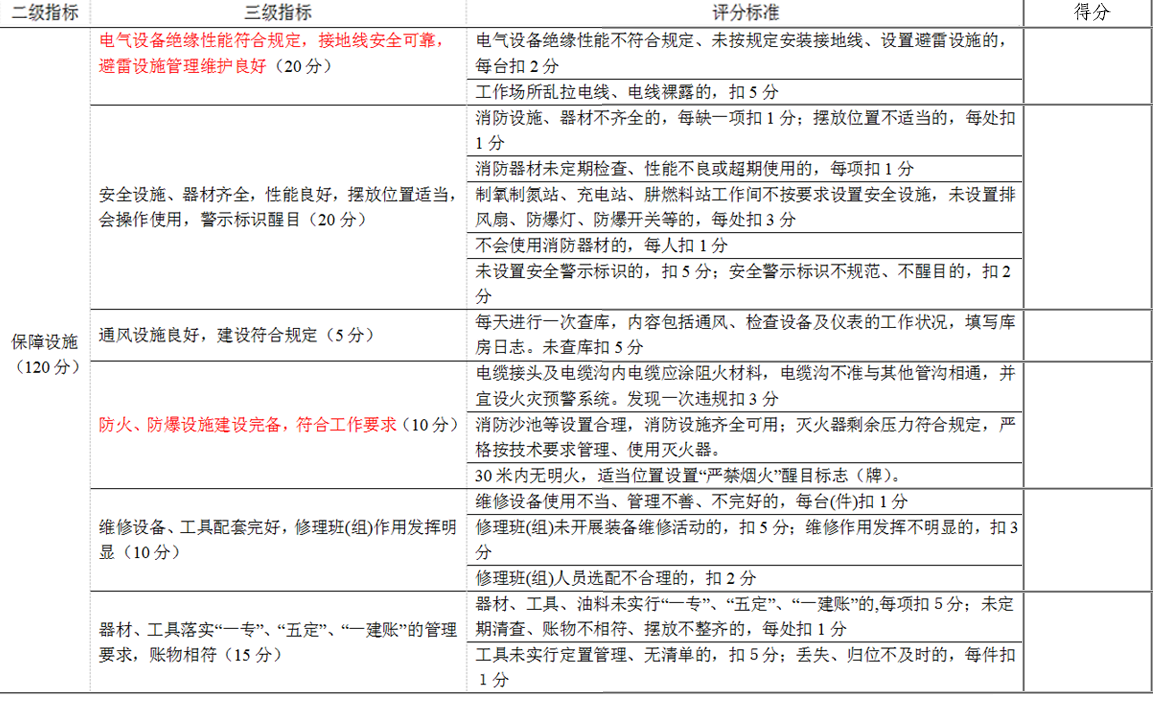 二级指标 三级指标 评分标准 得分
保障设施
（120 分）
电气设备绝缘性能符合规定，接地线安全可靠，
避雷设施管理维护良好（20 分）
电气设备绝缘性能不符合规定、未按规定安装接地线、设置避雷设施的，
每台扣 2 分
工作场所乱拉电线、电线裸露的，扣 5 分
安全设施、器材齐全，性能良好，摆放位置适当，
会操作使用，警示标识醒目（20 分）
消防设施、器材不齐全的，每缺一项扣 1 分；摆放位置不适当的，每处扣
1 分
消防器材未定期检查、性能不良或超期使用的，每项扣 1 分
制氧制氮站、充电站、肼燃料站工作间不按要求设置安全设施，未设置排
风扇、防爆灯、防爆开关等的，每处扣 3 分
不会使用消防器材的，每人扣 1 分
未设置安全警示标识的，扣 5 分；安全警示标识不规范、不醒目的，扣 2
分
通风设施良好，建设符合规定（5 分）
每天进行一次查库，内容包括通风、检查设备及仪表的工作状况，填写库
房日志。未查库扣 5 分
防火、防爆设施建设完备，符合工作要求（10 分）
电缆接头及电缆沟内电缆应涂阻火材料，电缆沟不准与其他管沟相通，并
宜设火灾预警系统。发现一次违规扣 3 分
消防沙池等设置合理，消防设施齐全可用；灭火器剩余压力符合规定，严
格按技术要求管理、使用灭火器。
30 米内无明火，适当位置设置“严禁烟火”醒目标志（牌）。
维修设备、工具配套完好，修理班(组)作用发挥明
显（10 分）
维修设备使用不当、管理不善、不完好的，每台(件)扣 1 分
修理班(组)未开展装备维修活动的，扣 5 分；维修作用发挥不明显的，扣 3
分
修理班(组)人员选配不合理的，扣 2 分
器材、工具落实“一专”、“五定”、“一建账”的管理
要求，账物相符（15 分）
器材、工具、油料未实行“一专”、“五定”、“一建账”的,每项扣 5 分；未定
期清查、账物不相符、摆放不整齐的，每处扣 1 分
工具未实行定置管理、无清单的，扣 5 分；丢失、归位不及时的，每件扣
1 分